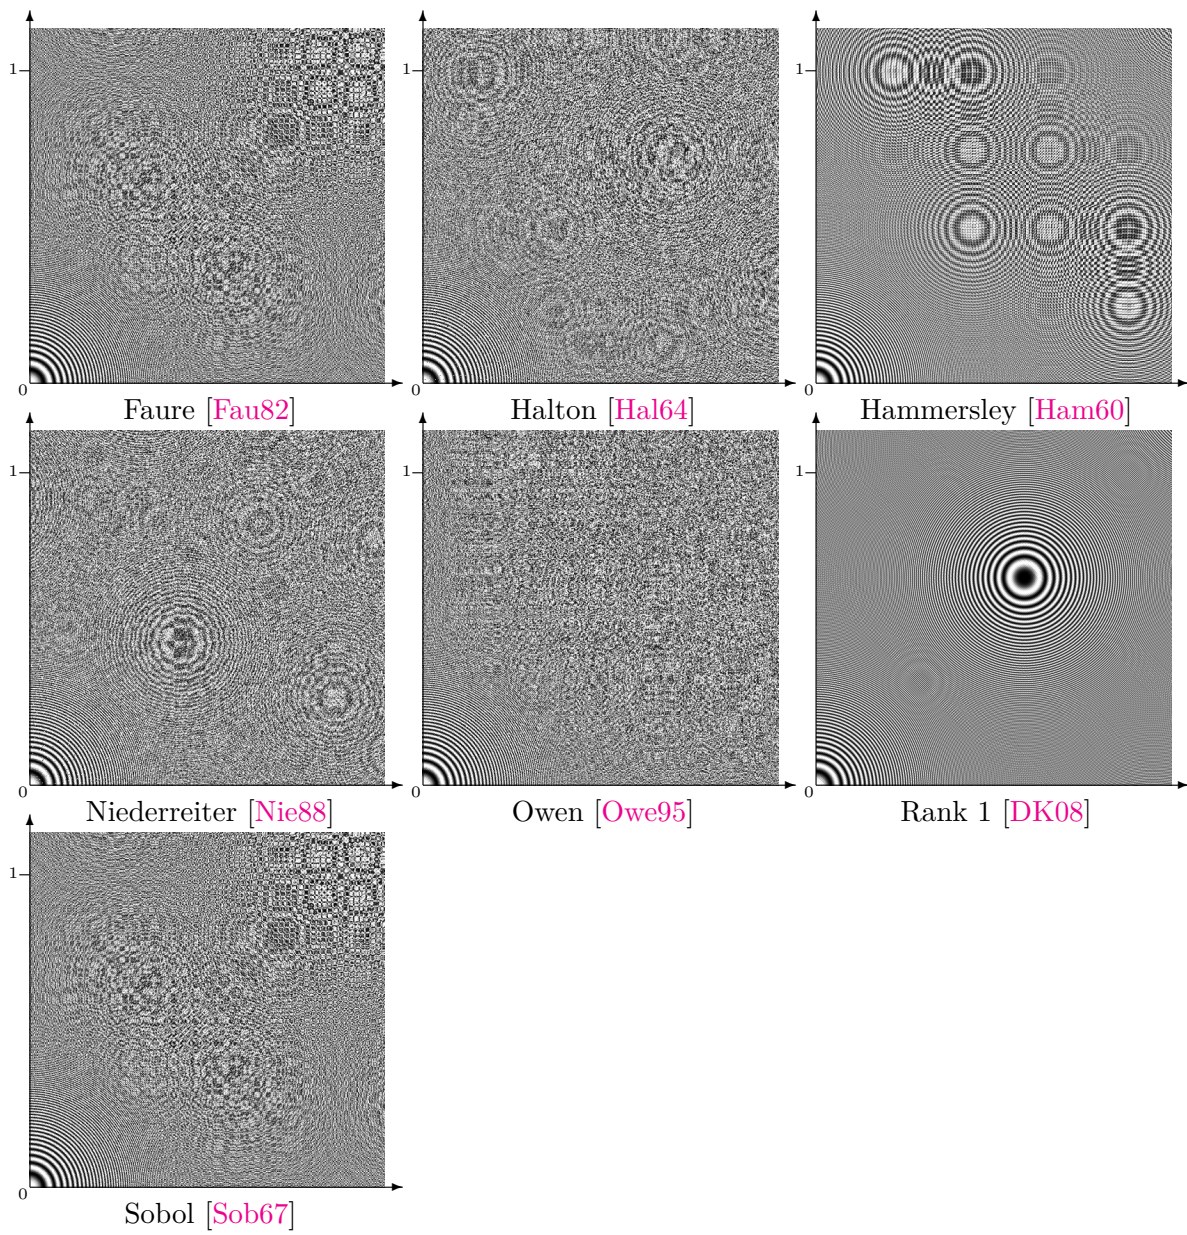 1 1 1
0 0 0
Faure [Fau82] Halton [Hal64] Hammersley [Ham60]
1 1 1
0 0 0
Niederreiter [Nie88] Owen [Owe95] Rank 1 [DK08]
1
0
Sobol [Sob67]